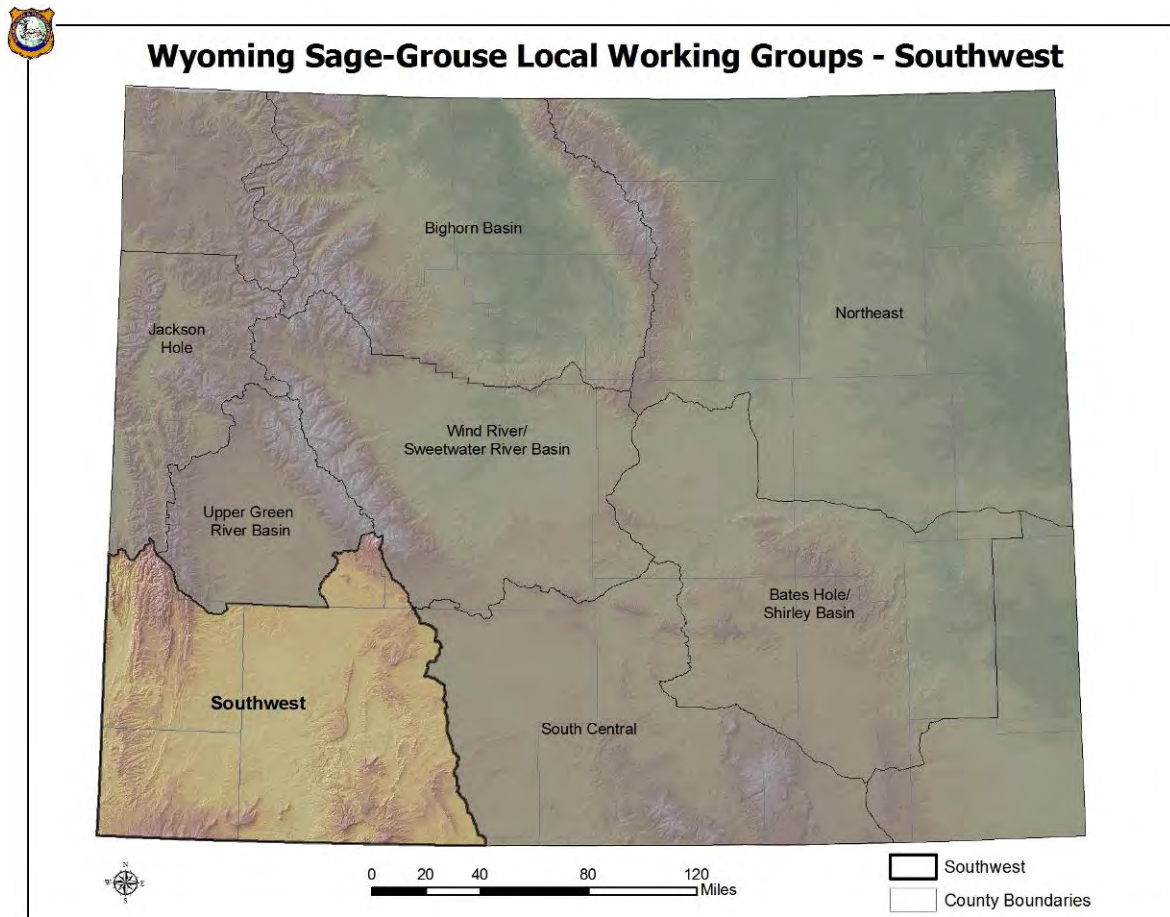 Wyoming Sage-Grouse Local Working Groups - Southwest
Bighorn Basin
Northeast
Jackson
Hole
Wind River/
Sweetwater River Basin
Upper Green
River Basin
Bates Hole/
Shirley Basin
Southwest
South Central
N
W
E
S
0 20 40 80 120
Miles
Southwest
County Boundaries